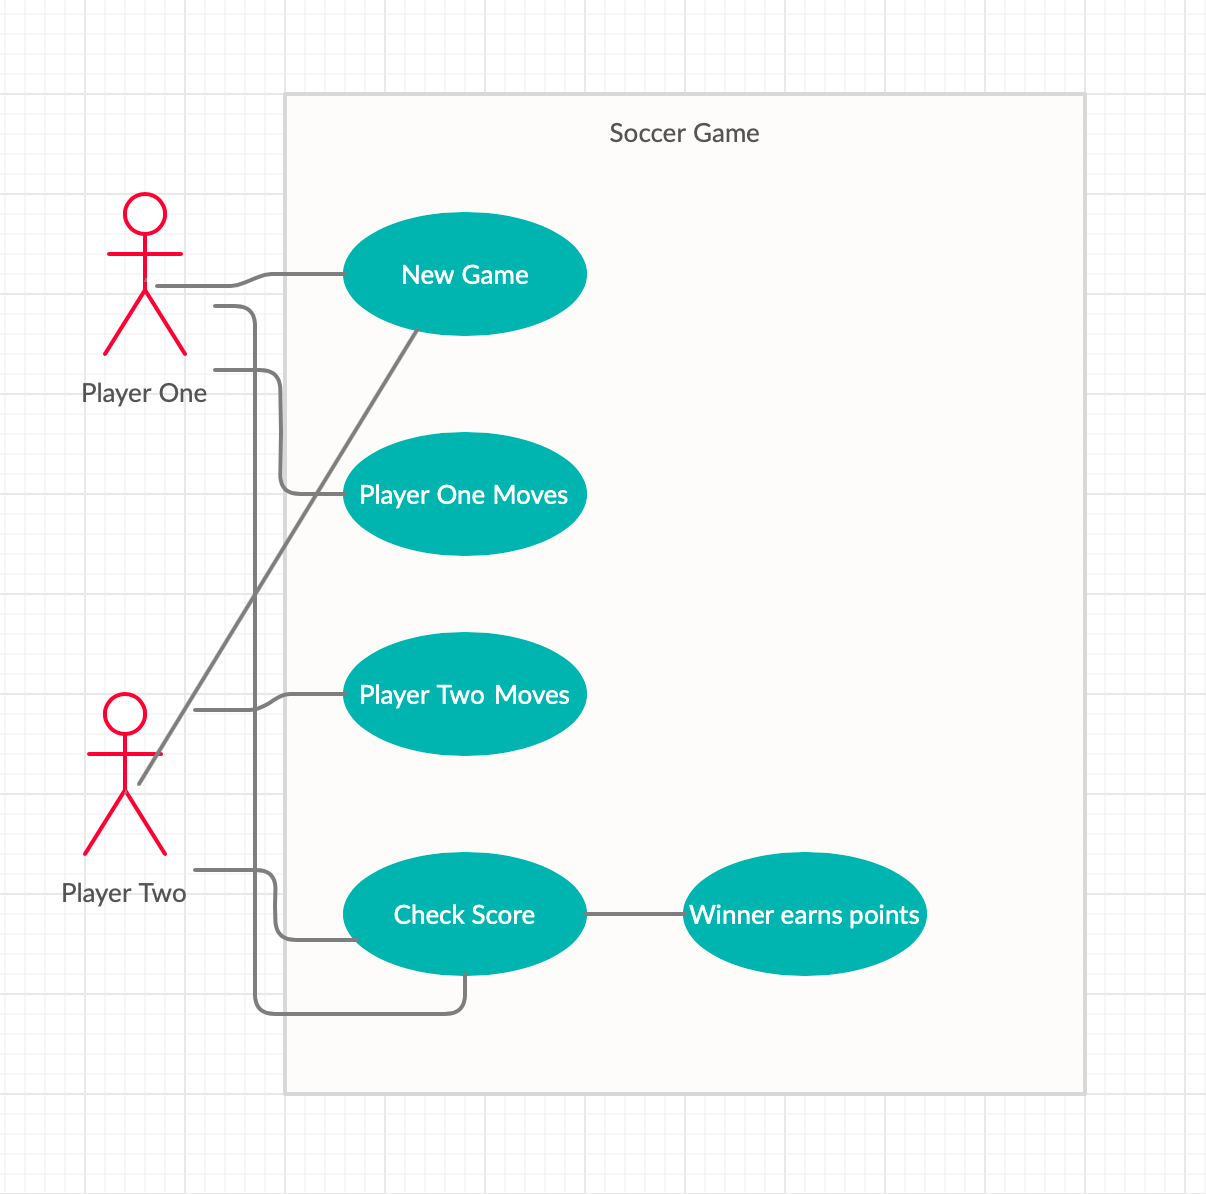 Soccer Game
New Game
Player One
Player One Moves
Player Two Moves
Player Two
Check Score
Winner earns points